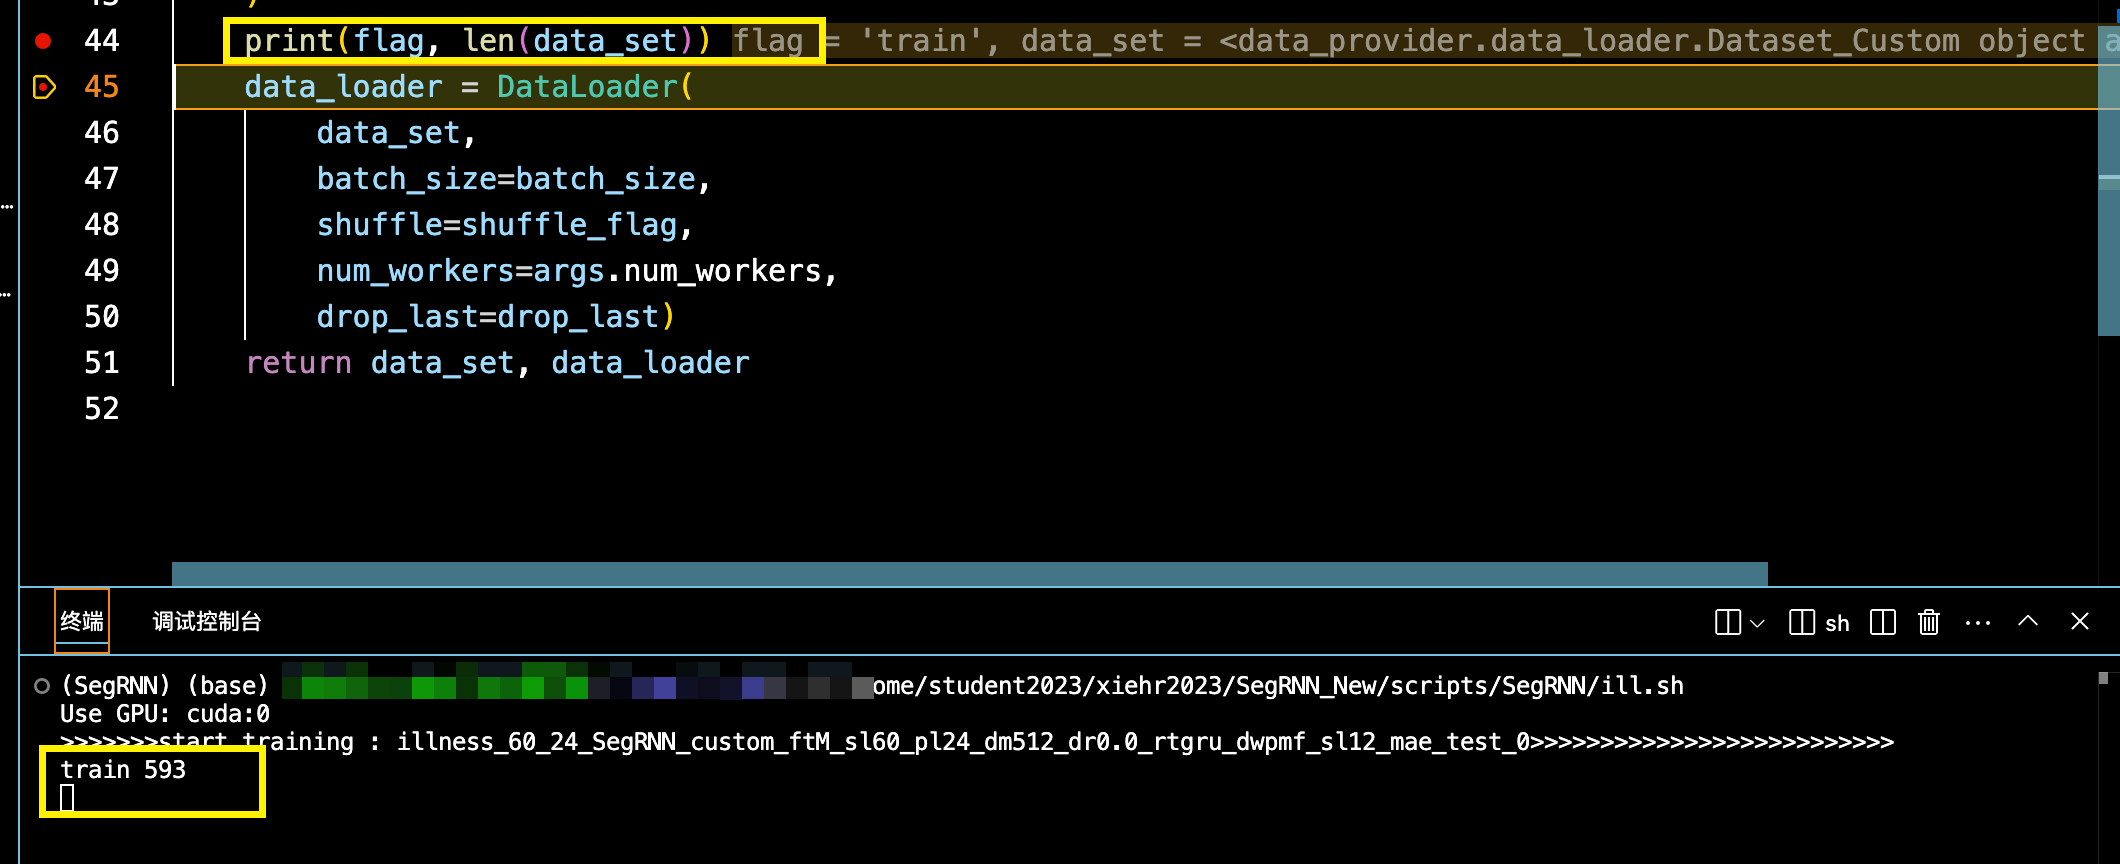 44 print(flag, len(data_set)) flag = 'train', data_set = <data_provider.data_loader.Dataset_Custom object a
45 data_loader = DataLoader(
46 data_set,
47 batch_size=batch_size,
48 shuffle=shuffle_flag,
49 num_workers=args.num_workers,
50 drop_last=drop_last)
51 return data_set, data_loader
52
终端 调试控制台 sh
(SegRNN) (base) ome/student2023/xiehr2023/SegRNN_New/scripts/SegRNN/ill.sh
Use GPU: cuda:0
>>>>>>>start training : illness_60_24_SegRNN_custom_ftM_sl60_pl24_dm512_dr0.0_rtgru_dwpmf_sl12_mae_test_0>>>>>>>>>>>>>>>>>>>>>>>>>>
train 593